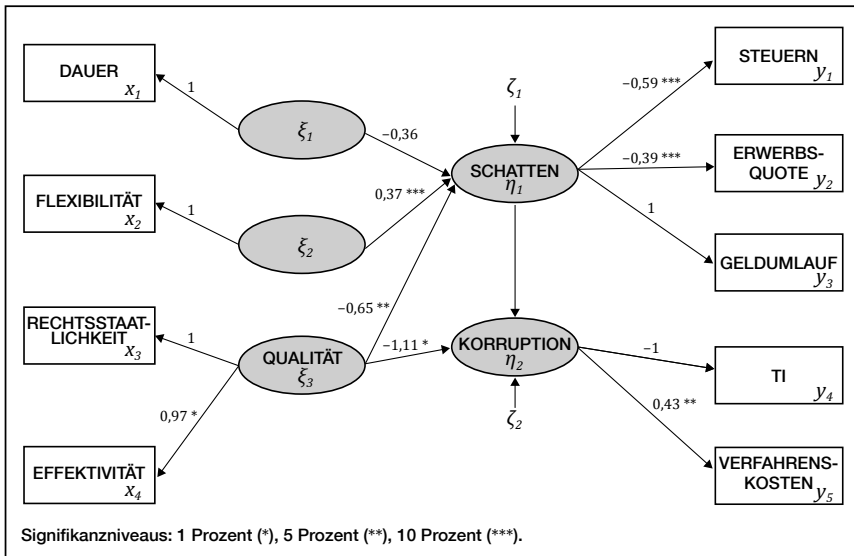 DAUER
x₁
1
ξ₁
−0,36
ζ₁
−0,59 ***
STEUERN
y₁
FLEXIBILITÄT
x₂
1
ξ₂
0,37 ***
SCHATTEN
η₁
−0,39 ***
ERWERBS-
QUOTE y₂
1
GELDUMLAUF
y₃
−0,65 **
RECHTSSTAAT-
LICHKEIT x₃
1
QUALITÄT
ξ₃
−1,11 *
KORRUPTION
η₂
−1
TI
y₄
0,97 *
ζ₂
0,43 **
EFFEKTIVITÄT
x₄
VERFAHRENS-
KOSTEN y₅
Signifikanzniveaus: 1 Prozent (*), 5 Prozent (**), 10 Prozent (***).